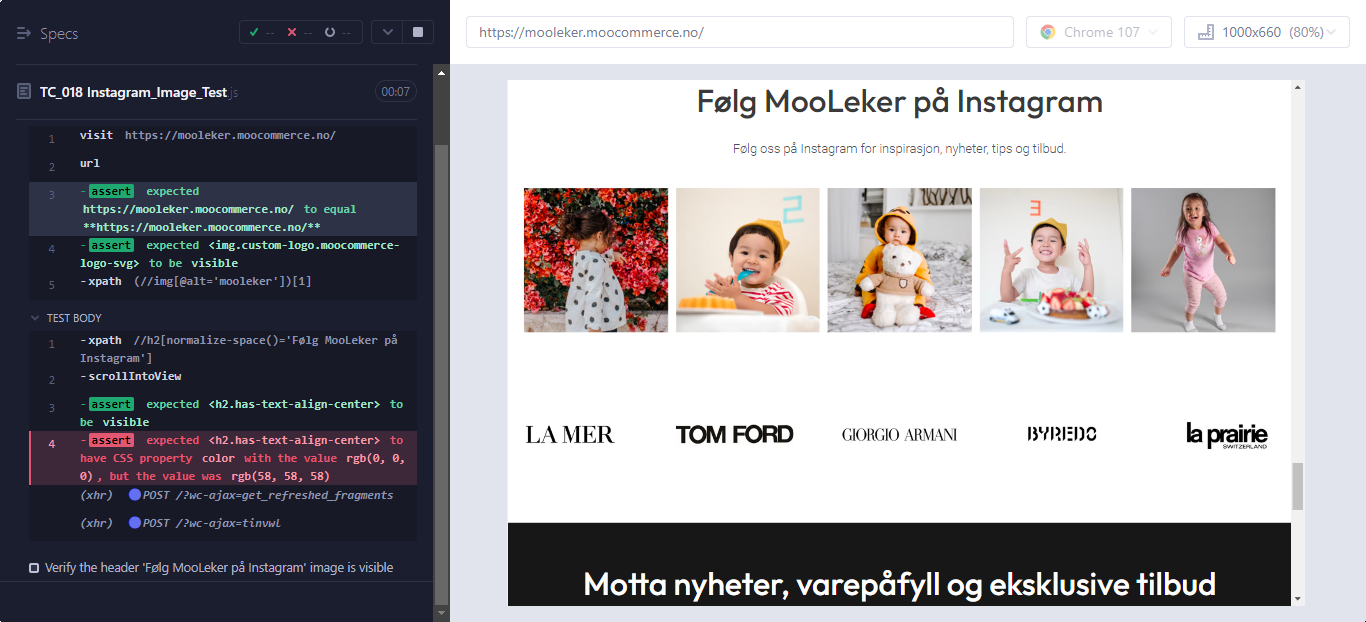 Specs
-- -- --
https://mooleker.moocommerce.no/
Chrome 107
1000x660 (80%)
TC_018 Instagram_Image_Test.js
00:07
1 visit https://mooleker.moocommerce.no/
2 url
3 -assert expected
https://mooleker.moocommerce.no/ to equal
**https://mooleker.moocommerce.no/**
4 -assert expected <img.custom-logo.moocommerce-
logo-svg> to be visible
5 -xpath (//img[@alt='mooleker'])[1]
TEST BODY
1 -xpath //h2[normalize-space()='Følg MooLeker på
Instagram']
2 -scrollIntoView
3 -assert expected <h2.has-text-align-center> to
be visible
4 -assert expected <h2.has-text-align-center> to
have CSS property color with the value rgb(0, 0,
0), but the value was rgb(58, 58, 58)
(xhr) POST /?wc-ajax=get_refreshed_fragments
(xhr) POST /?wc-ajax=tinvwl
Verify the header 'Følg MooLeker på Instagram' image is visible
Følg MooLeker på Instagram
Følg oss på Instagram for inspirasjon, nyheter, tips og tilbud.
2
3
LA MER
TOM FORD
GIORGIO ARMANI
BYREDO
la prairie
SWITZERLAND
Motta nyheter, varepåfyll og eksklusive tilbud